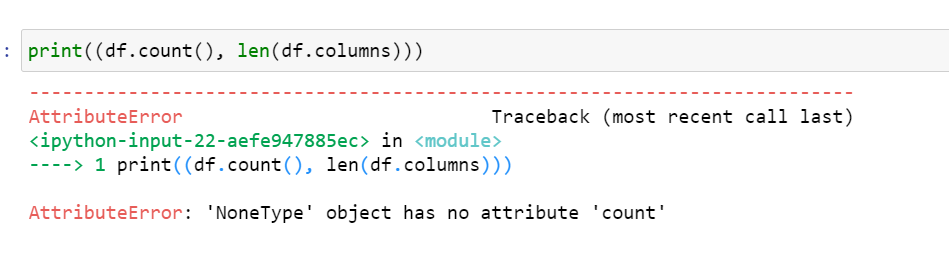 : print((df.count(), len(df.columns)))
---------------------------------------------------------------------------
AttributeError                            Traceback (most recent call last)
<ipython-input-22-aefe947885ec> in <module>
----> 1 print((df.count(), len(df.columns)))
AttributeError: 'NoneType' object has no attribute 'count'